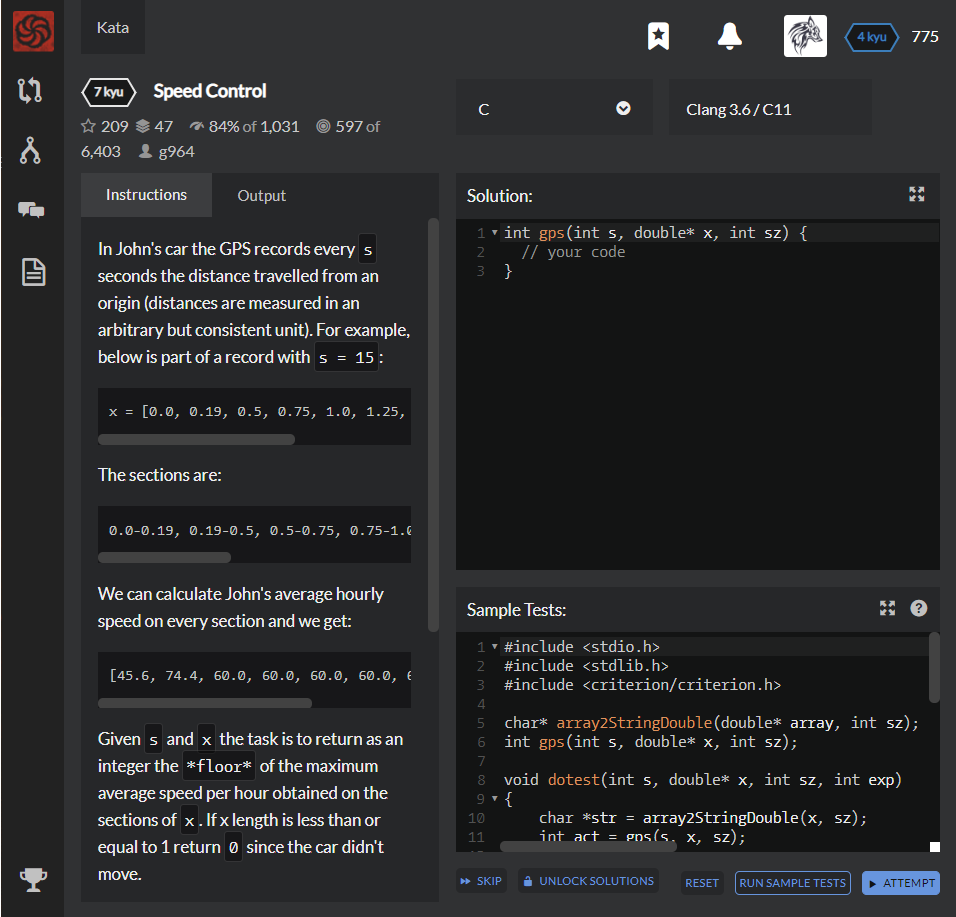 Kata
4 kyu 775
7 kyu Speed Control
209 47 84% of 1,031 597 of
6,403 g964
C
Clang 3.6 / C11
Instructions Output
In John's car the GPS records every s
seconds the distance travelled from an
origin (distances are measured in an
arbitrary but consistent unit). For example,
below is part of a record with s = 15 :
x = [0.0, 0.19, 0.5, 0.75, 1.0, 1.25,
The sections are:
0.0-0.19, 0.19-0.5, 0.5-0.75, 0.75-1.0
We can calculate John's average hourly
speed on every section and we get:
[45.6, 74.4, 60.0, 60.0, 60.0, 60.0, 6
Given s and x the task is to return as an
integer the *floor* of the maximum
average speed per hour obtained on the
sections of x . If x length is less than or
equal to 1 return 0 since the car didn't
move.
Solution:
1 int gps(int s, double* x, int sz) {
2 // your code
3 }
Sample Tests:
1 #include <stdio.h>
2 #include <stdlib.h>
3 #include <criterion/criterion.h>
4
5 char* array2StringDouble(double* array, int sz);
6 int gps(int s, double* x, int sz);
7
8 void dotest(int s, double* x, int sz, int exp)
9 {
10 char *str = array2StringDouble(x, sz);
11 int act = gps(s, x, sz);
SKIP UNLOCK SOLUTIONS RESET RUN SAMPLE TESTS ATTEMPT